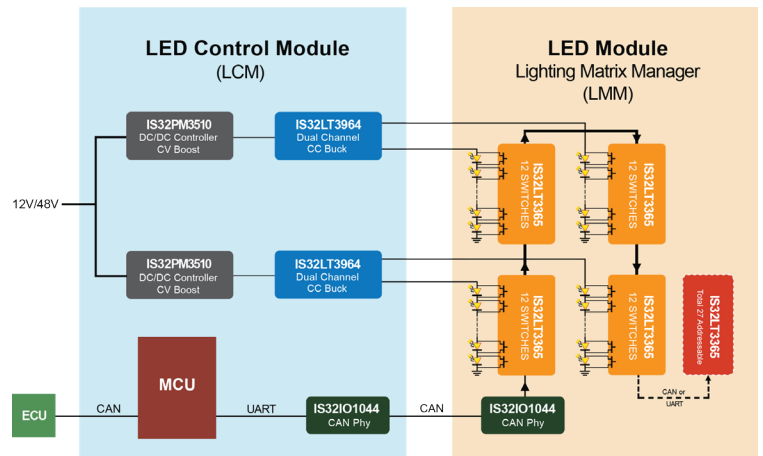 LED Control Module
(LCM)
LED Module
Lighting Matrix Manager
(LMM)
IS32PM3510
DC/DC Controller
CV Boost
IS32LT3964
Dual Channel
CC Buck
IS32LT3365
12 SWITCHES
IS32LT3365
12 SWITCHES
12V/48V
IS32PM3510
DC/DC Controller
CV Boost
IS32LT3964
Dual Channel
CC Buck
IS32LT3365
12 SWITCHES
IS32LT3365
12 SWITCHES
IS32LT3365
Total 27 Addressable
CAN or
UART
ECU
CAN
MCU
UART
IS32IO1044
CAN Phy
CAN
IS32IO1044
CAN Phy